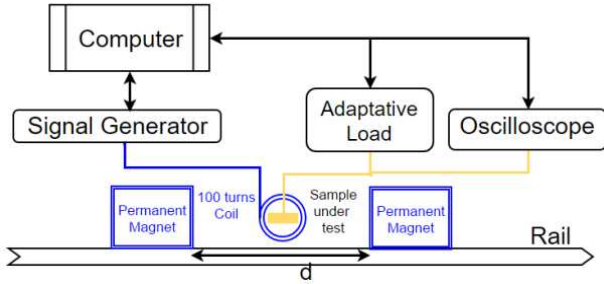 Computer
Signal Generator
Adaptative
Load
Oscilloscope
Permanent
Magnet
100 turns
Coil
Sample
under
test
Permanent
Magnet
Rail
d